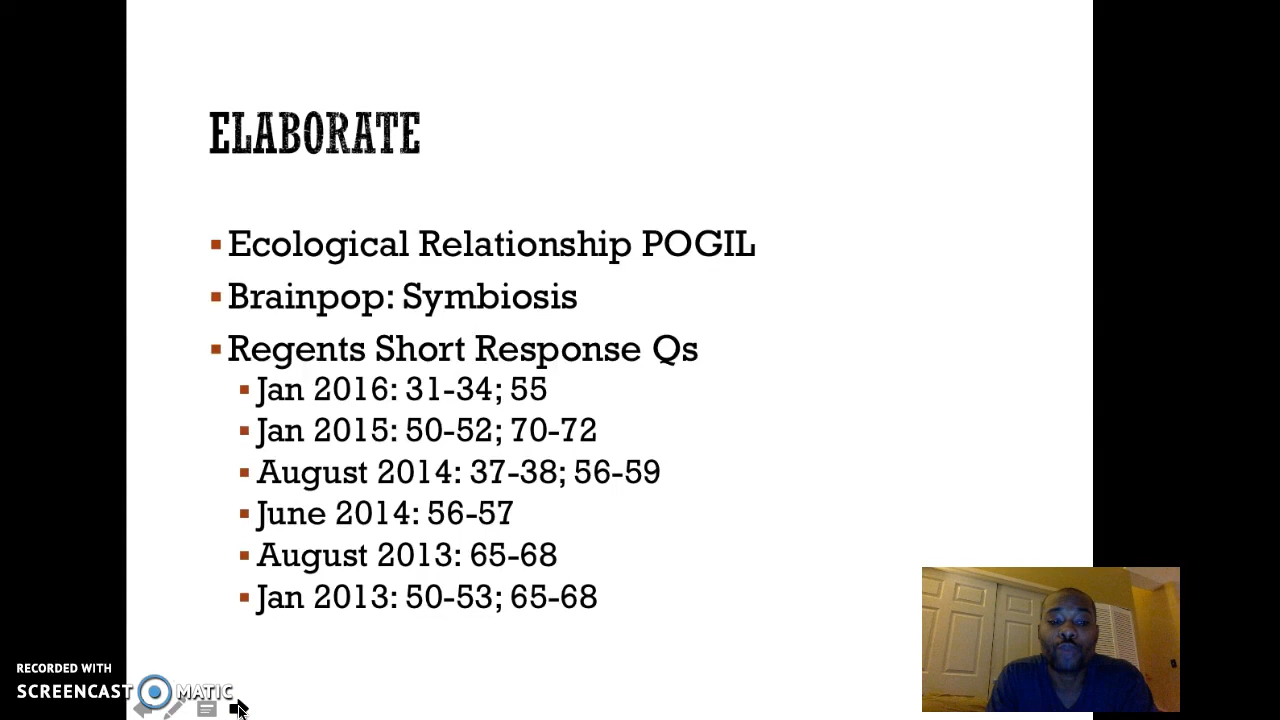 ELABORATE
Ecological Relationship POGIL
Brainpop: Symbiosis
Regents Short Response Qs
Jan 2016: 31-34; 55
Jan 2015: 50-52; 70-72
August 2014: 37-38; 56-59
June 2014: 56-57
August 2013: 65-68
Jan 2013: 50-53; 65-68
RECORDED WITH
SCREENCAST MATIC